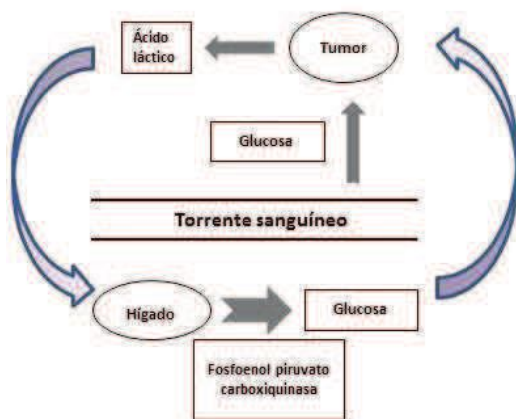 Ácido
láctico
Tumor
Glucosa
Torrente sanguíneo
Hígado
Glucosa
Fosfoenol piruvato
carboxiquinasa